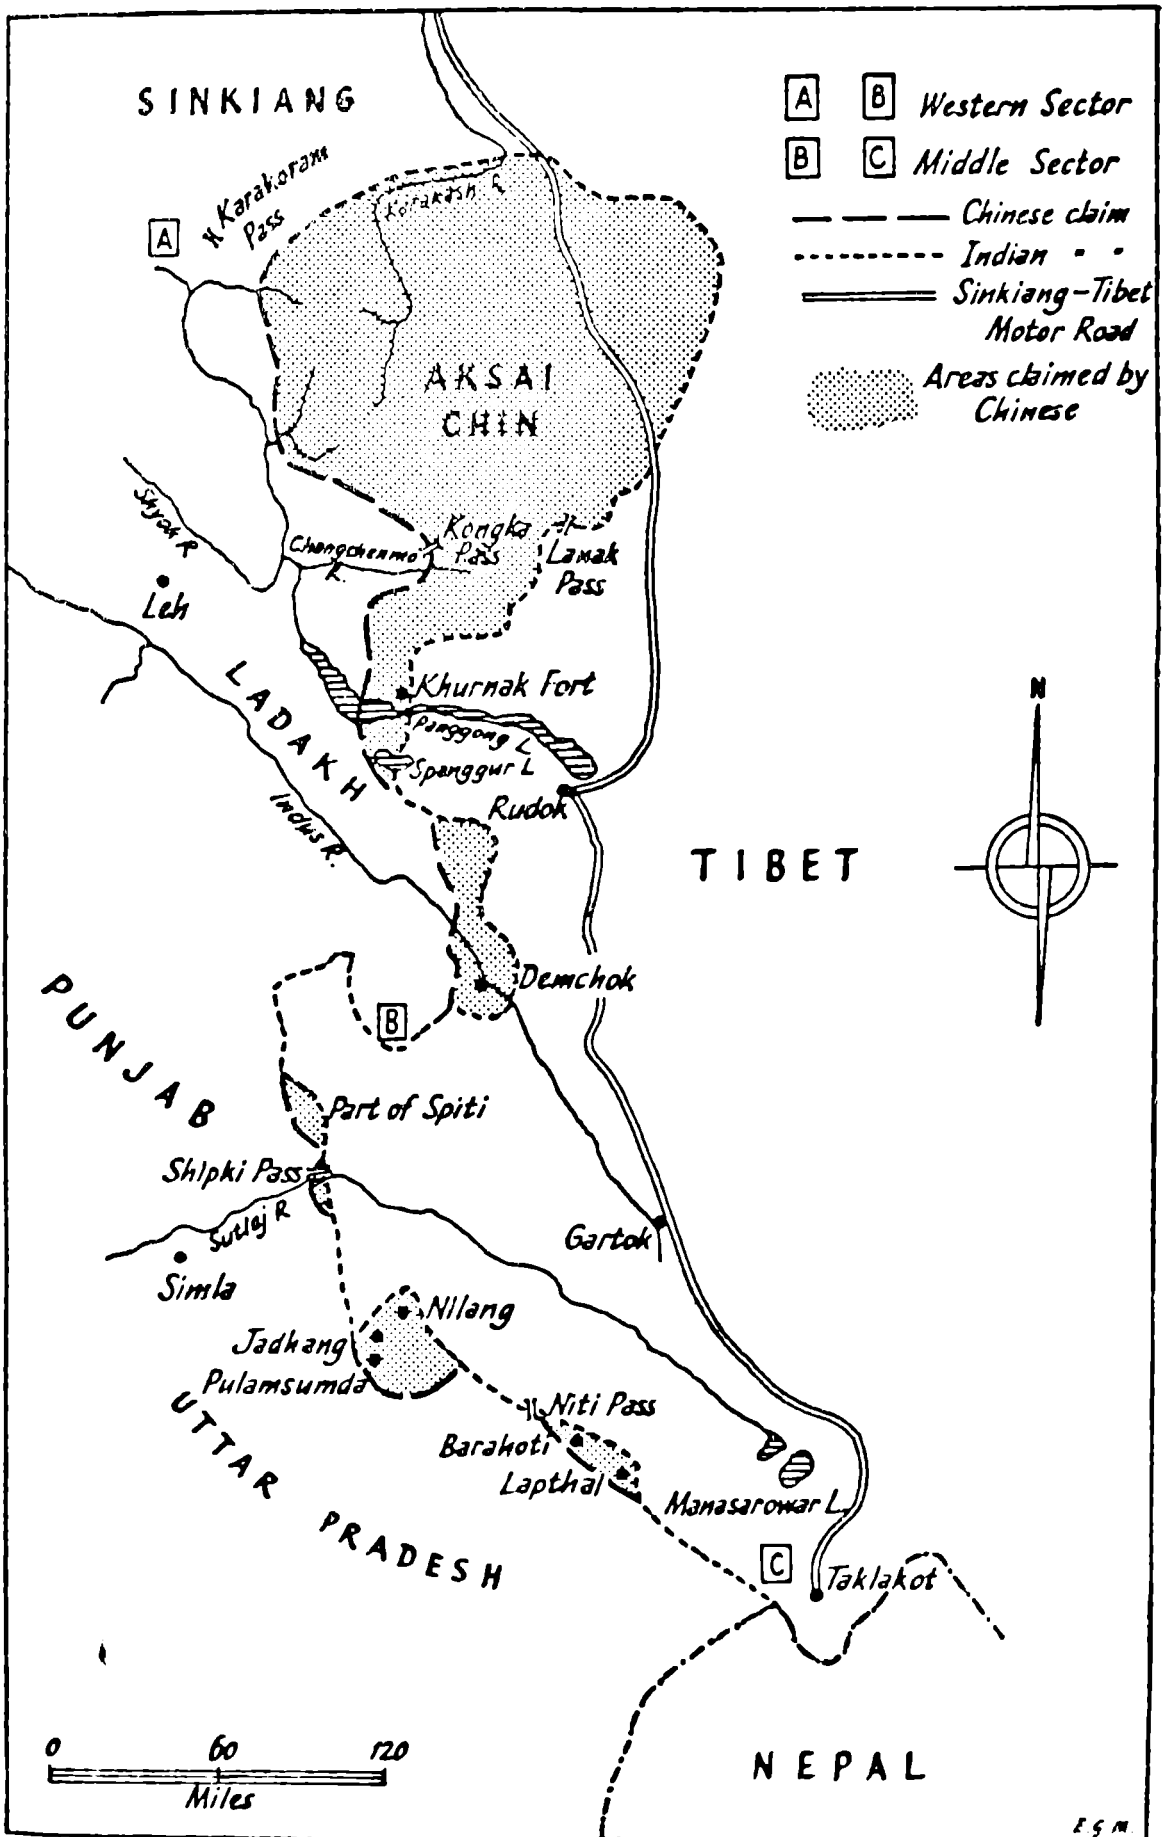 SINKIANG
A B Western Sector
B C Middle Sector
Chinese claim
Indian " "
Sinkiang-Tibet
Motor Road
Areas claimed by
Chinese
Karakoram
Pass
A
Karakash R
AKSAI
CHIN
Shyok R
Changchenmo
R.
Kongka
Pass
Lanak
Pass
Leh
LADAKH
Khurnak Fort
Panggong L
Spanggur L
Rudok
Indus R.
TIBET
N
Demchok
B
PUNJAB
Part of Spiti
Shipki Pass
Sutlej R
Simla
Gartok
Nilang
Jadhang
Pulamsumda
Niti Pass
Barahoti
Lapthal
Manasarowar L.
UTTAR PRADESH
C
Taklakot
0 60 120
Miles
NEPAL
E.G.M.